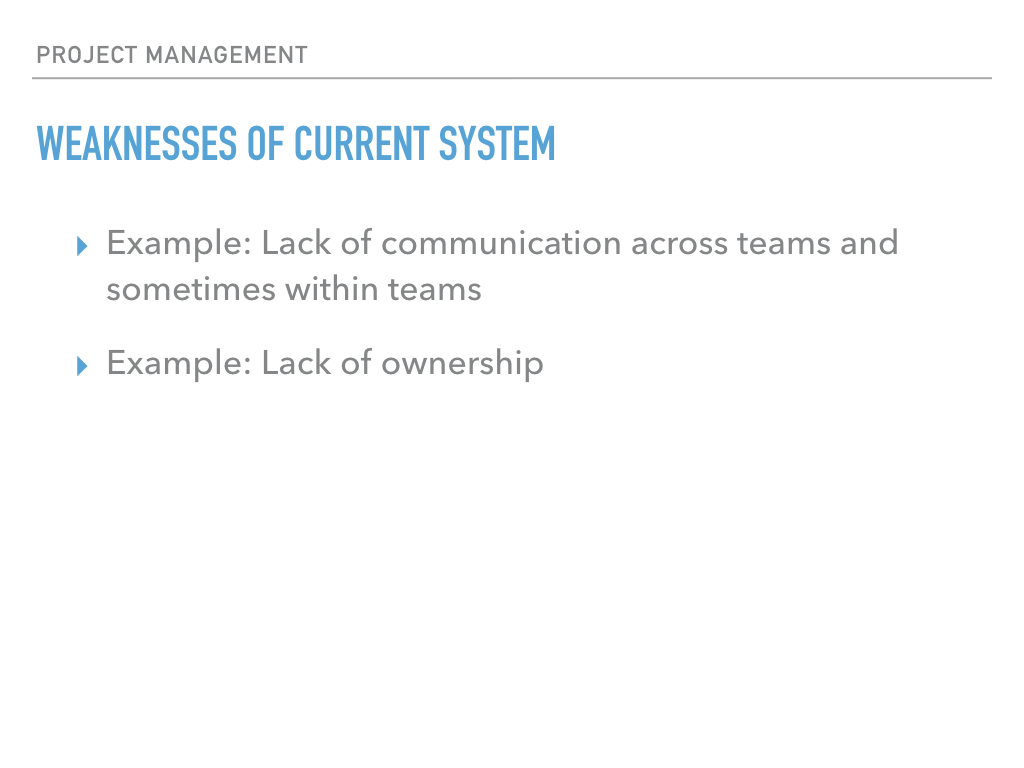 PROJECT MANAGEMENT
WEAKNESSES OF CURRENT SYSTEM
Example: Lack of communication across teams and
sometimes within teams
Example: Lack of ownership